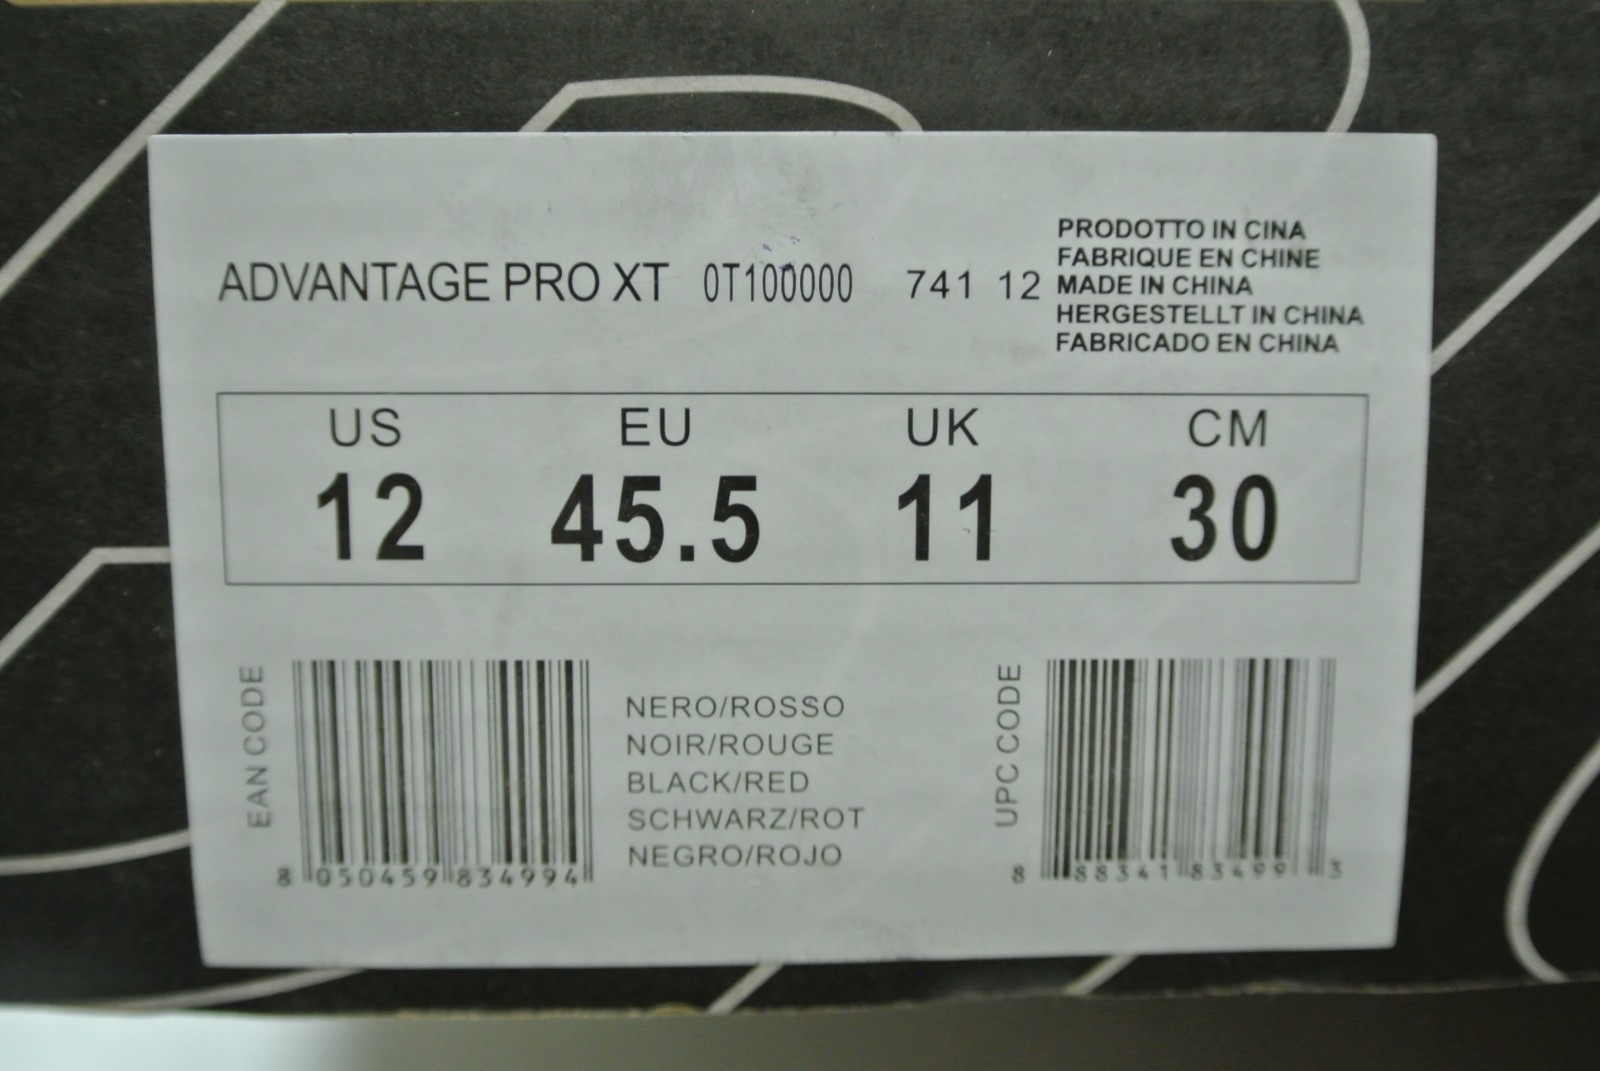 ADVANTAGE PRO XT 0T100000 741 12
PRODOTTO IN CINA
FABRIQUE EN CHINE
MADE IN CHINA
HERGESTELLT IN CHINA
FABRICADO EN CHINA
US EU UK CM
12 45.5 11 30
EAN CODE
8 050459 834994
NERO/ROSSO
NOIR/ROUGE
BLACK/RED
SCHWARZ/ROT
NEGRO/ROJO
UPC CODE
8 88341 83499 3